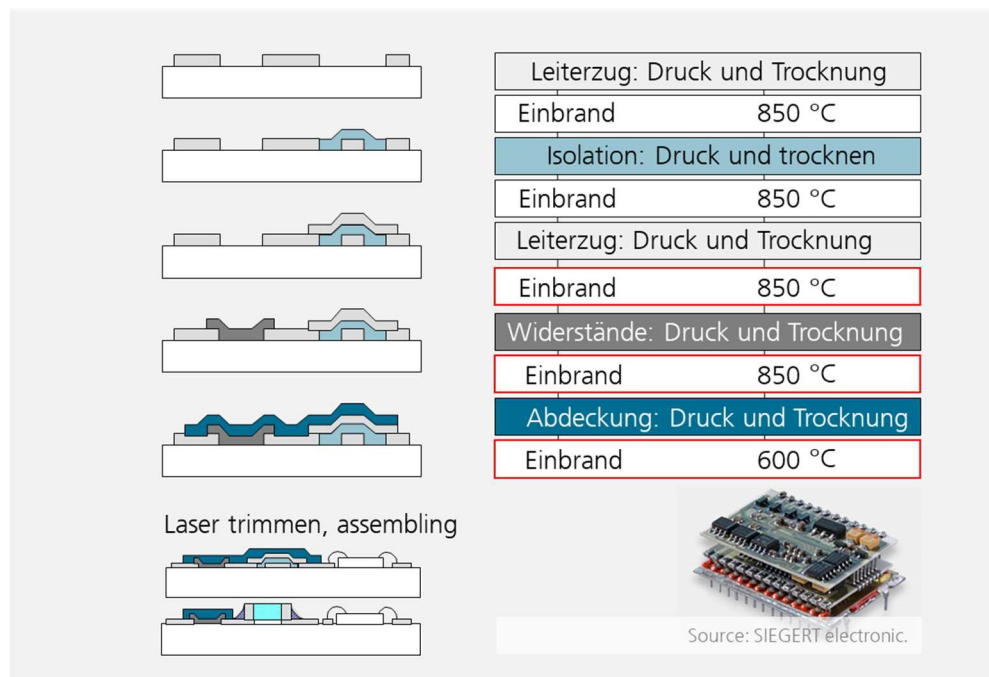 Leiterzug: Druck und Trocknung
Einbrand 850 °C
Isolation: Druck und trocknen
Einbrand 850 °C
Leiterzug: Druck und Trocknung
Einbrand 850 °C
Widerstände: Druck und Trocknung
Einbrand 850 °C
Abdeckung: Druck und Trocknung
Einbrand 600 °C
Laser trimmen, assembling
Source: SIEGERT electronic.